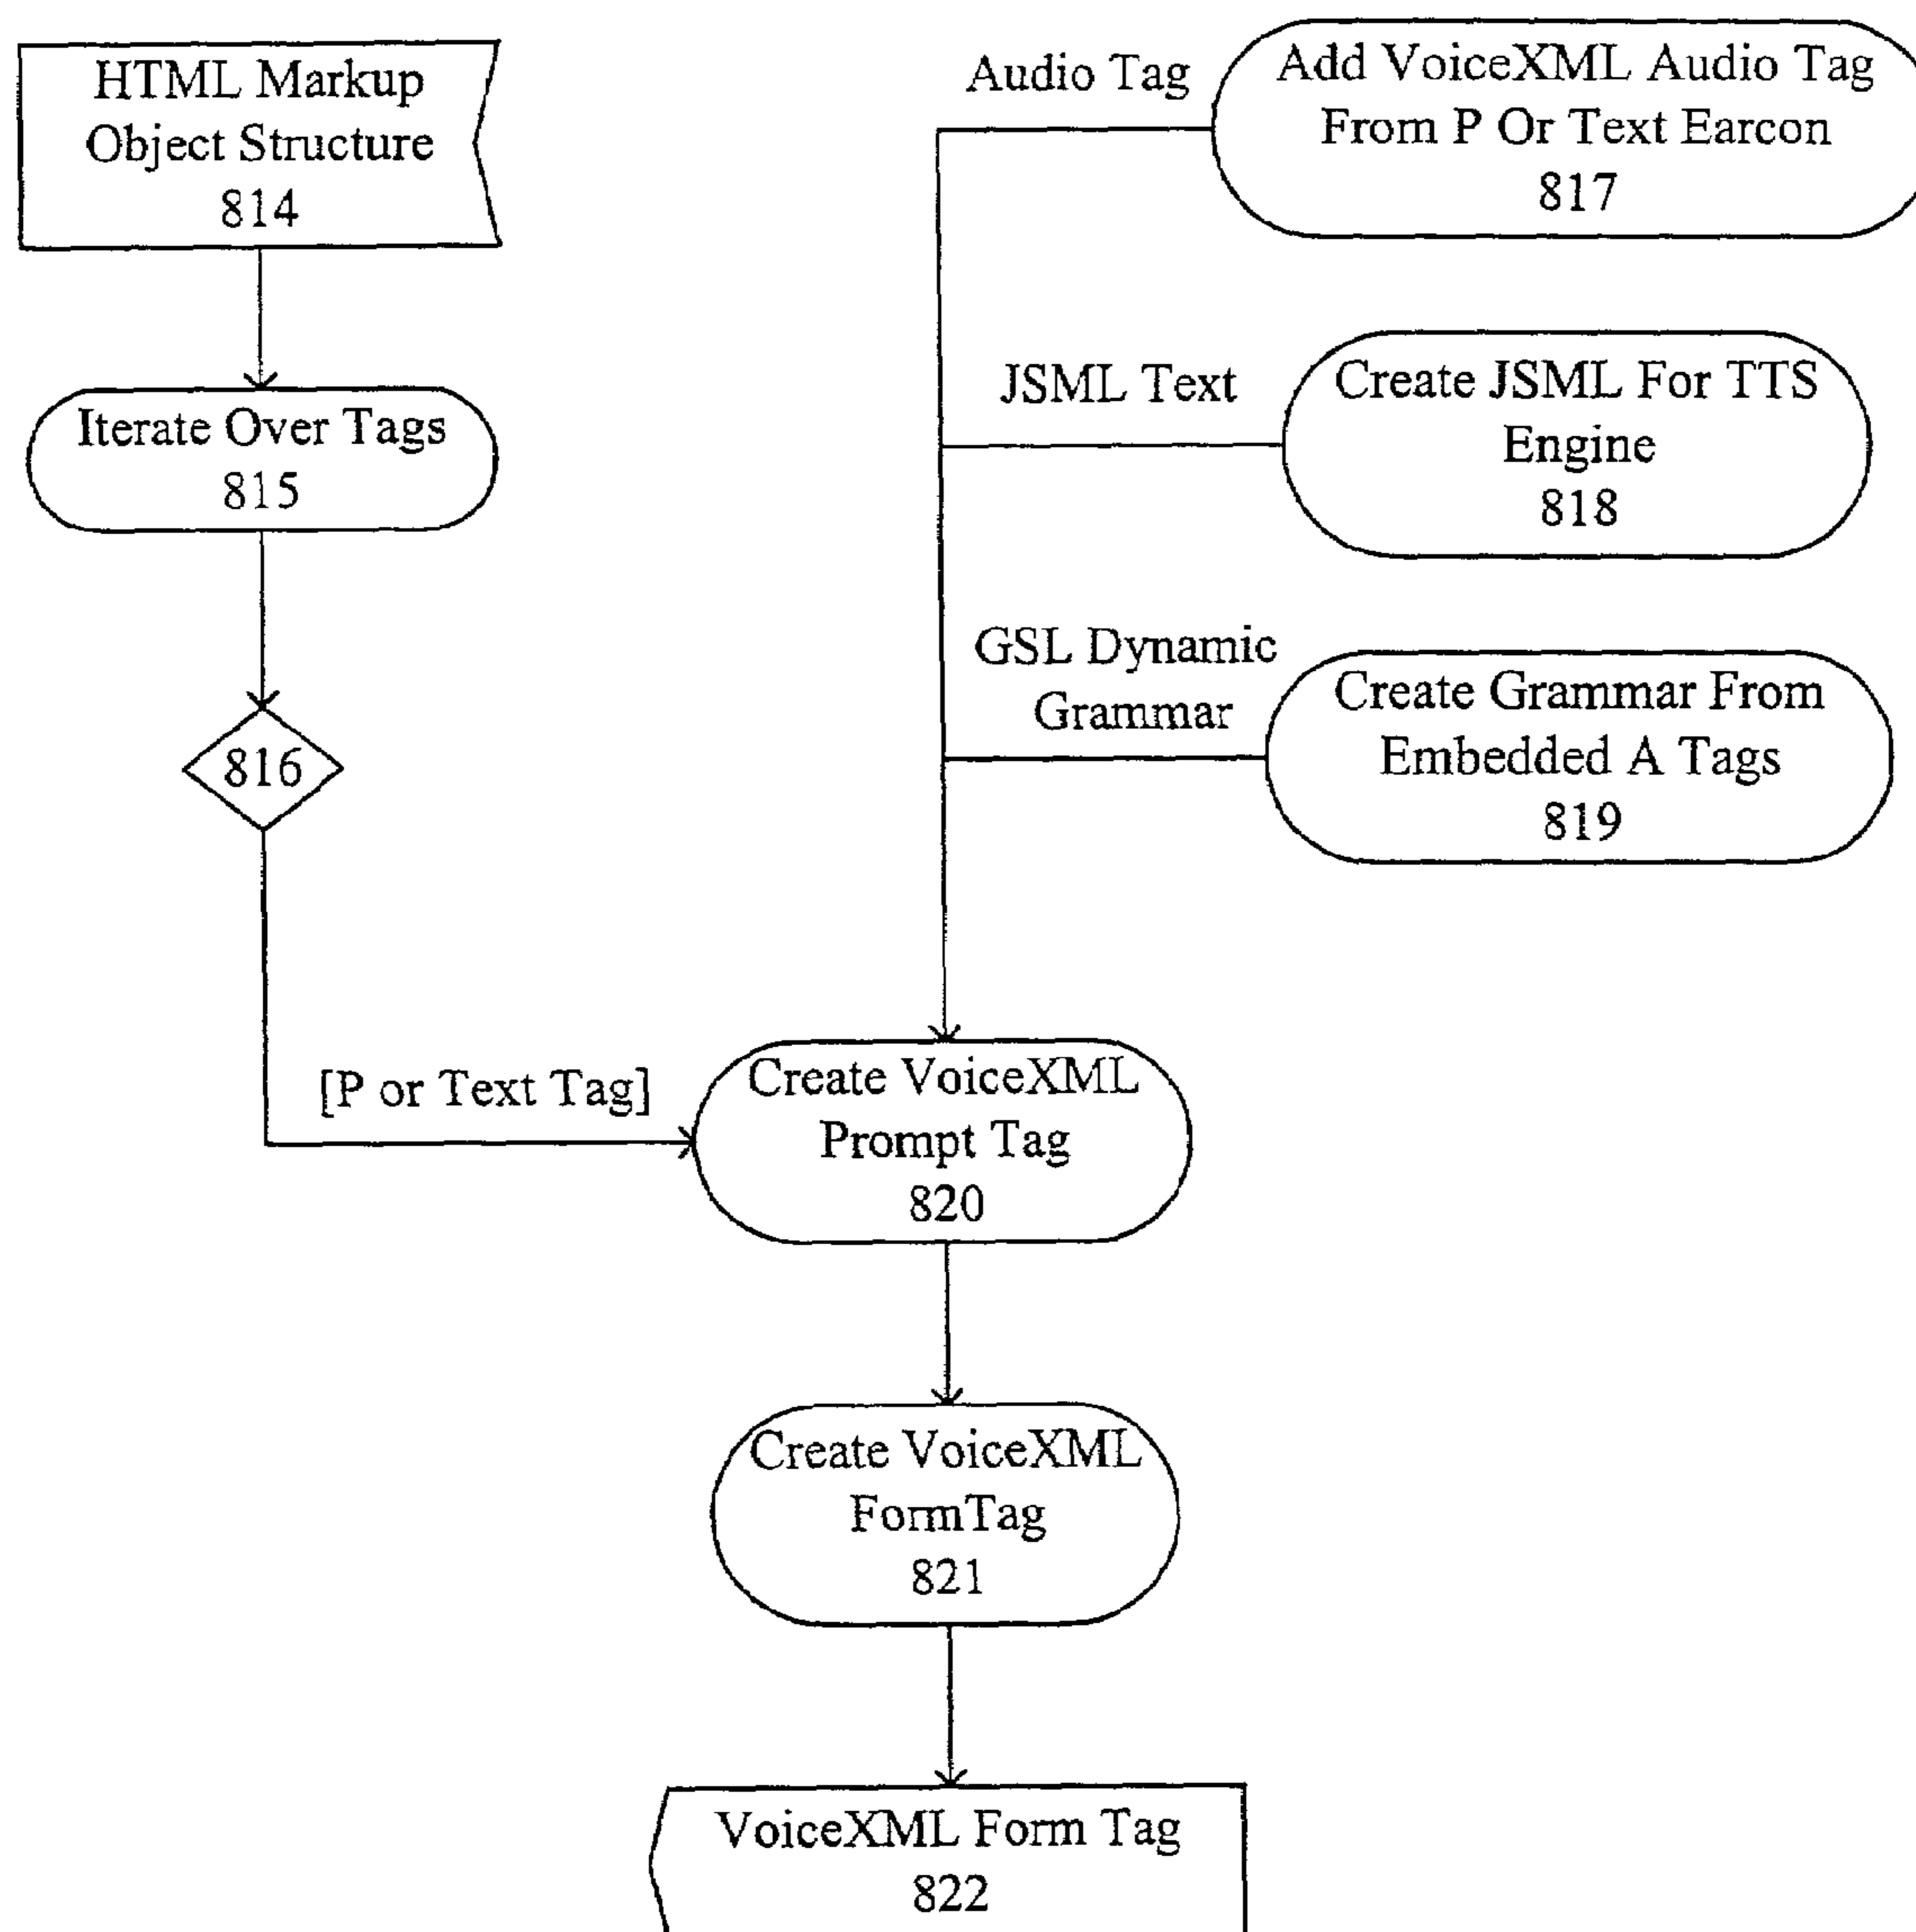 HTML Markup
Object Structure
814
Iterate Over Tags
815
816
[P or Text Tag]
Audio Tag
Add VoiceXML Audio Tag
From P Or Text Earcon
817
JSML Text
Create JSML For TTS
Engine
818
GSL Dynamic
Grammar
Create Grammar From
Embedded A Tags
819
Create VoiceXML
Prompt Tag
820
Create VoiceXML
FormTag
821
VoiceXML Form Tag
822